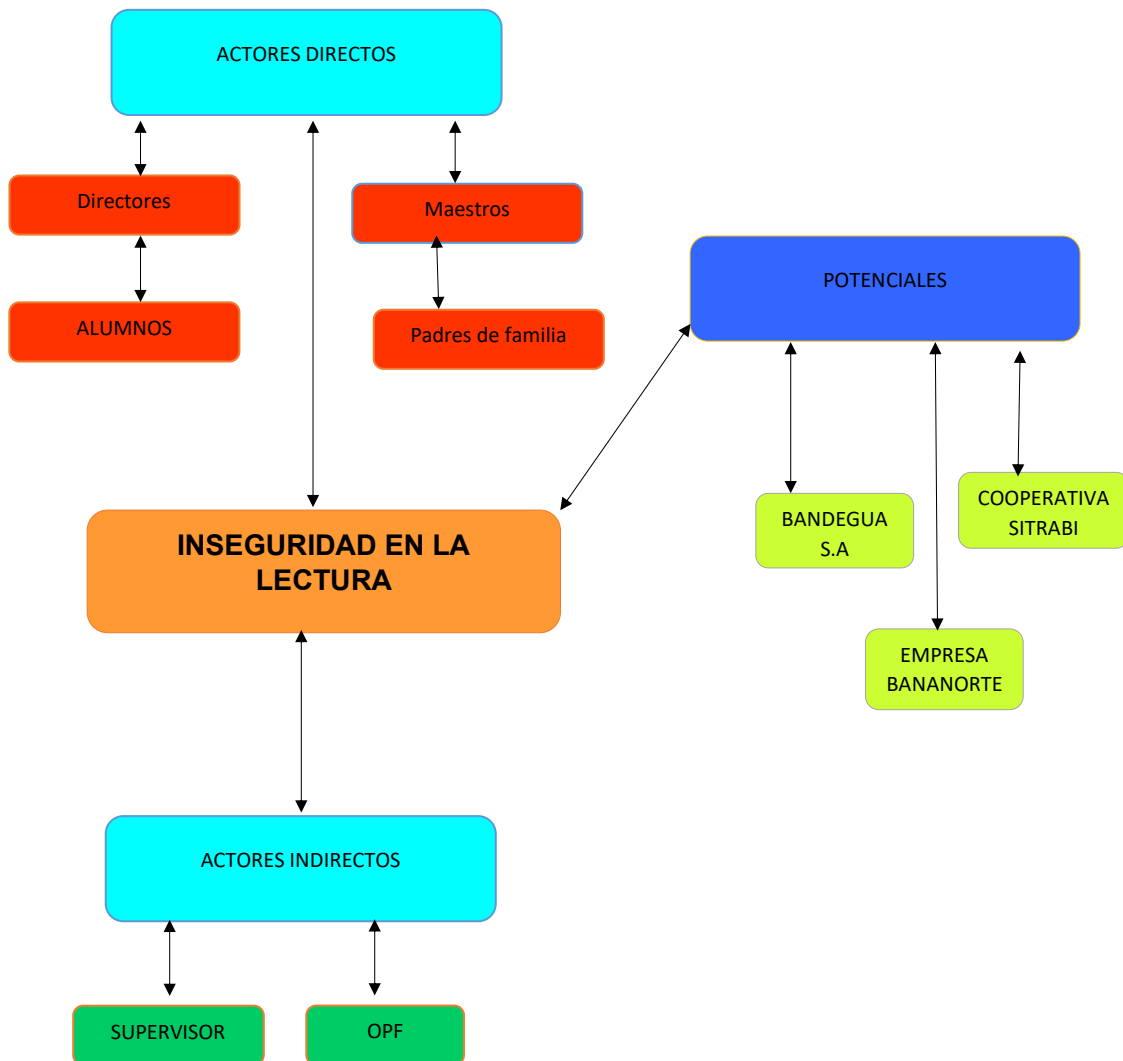 ACTORES DIRECTOS
Directores
Maestros
ALUMNOS
Padres de familia
POTENCIALES
BANDEGUA
S.A
COOPERATIVA
SITRABI
EMPRESA
BANANORTE
INSEGURIDAD EN LA
LECTURA
ACTORES INDIRECTOS
SUPERVISOR
OPF